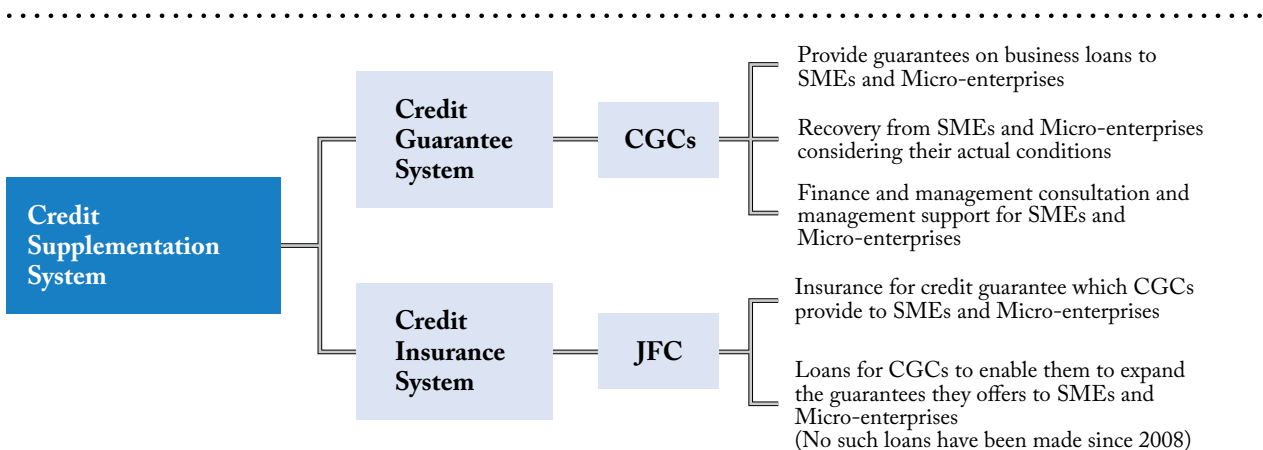 Credit
Supplementation
System
Credit
Guarantee
System
CGCs
Provide guarantees on business loans to
SMEs and Micro-enterprises
Recovery from SMEs and Micro-enterprises
considering their actual conditions
Finance and management consultation and
management support for SMEs and
Micro-enterprises
Credit
Insurance
System
JFC
Insurance for credit guarantee which CGCs
provide to SMEs and Micro-enterprises
Loans for CGCs to enable them to expand
the guarantees they offers to SMEs and
Micro-enterprises
(No such loans have been made since 2008)